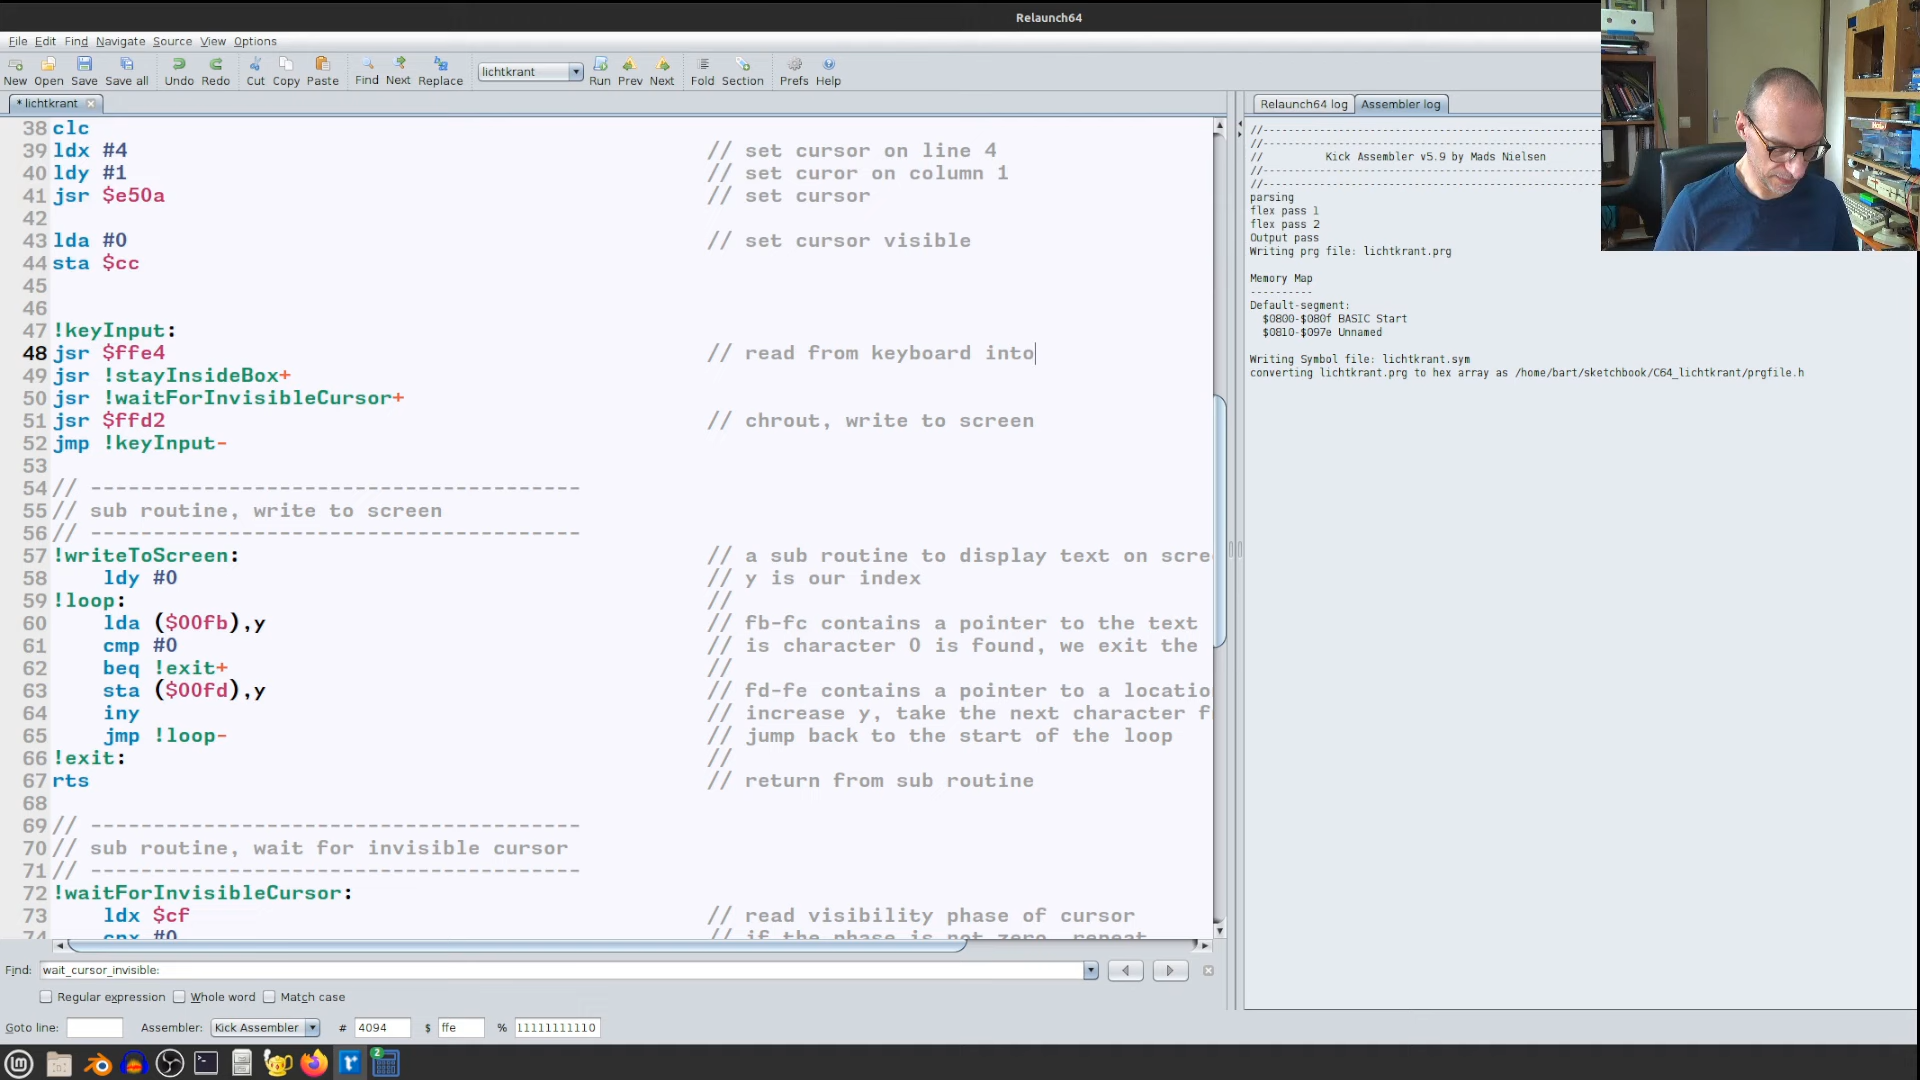 Relaunch64
File Edit Find Navigate Source View Options
New Open Save Save all Undo Redo Cut Copy Paste Find Next Replace lichtkrant Run Prev Next Fold Section Prefs Help
* lichtkrant
38 clc
39 ldx #4 // set cursor on line 4
40 ldy #1 // set curor on column 1
41 jsr $e50a // set cursor
42
43 lda #0 // set cursor visible
44 sta $cc
45
46
47 !keyInput:
48 jsr $ffe4 // read from keyboard into
49 jsr !stayInsideBox+
50 jsr !waitForInvisibleCursor+
51 jsr $ffd2 // chrout, write to screen
52 jmp !keyInput-
53
54 // ---------------------------------------
55 // sub routine, write to screen
56 // ---------------------------------------
57 !writeToScreen: // a sub routine to display text on scre
58 ldy #0 // y is our index
59 !loop: //
60 lda ($00fb),y // fb-fc contains a pointer to the text
61 cmp #0 // is character 0 is found, we exit the
62 beq !exit+ //
63 sta ($00fd),y // fd-fe contains a pointer to a locatio
64 iny // increase y, take the next character f
65 jmp !loop- // jump back to the start of the loop
66 !exit: //
67 rts // return from sub routine
68
69 // ---------------------------------------
70 // sub routine, wait for invisible cursor
71 // ---------------------------------------
72 !waitForInvisibleCursor:
73 ldx $cf // read visibility phase of cursor
74 cpx #0 // if the phase is not zero, repeat
Find: wait_cursor_invisible:
Regular expression Whole word Match case
Goto line: Assembler: Kick Assembler # 4094 $ ffe % 11111111110
2
Relaunch64 log Assembler log
//------------------------------------------------------
//------------------------------------------------------
// Kick Assembler v5.9 by Mads Nielsen
//------------------------------------------------------
//------------------------------------------------------
parsing
flex pass 1
flex pass 2
Output pass
Writing prg file: lichtkrant.prg
Memory Map
----------
Default-segment:
$0800-$080f BASIC Start
$0810-$097e Unnamed
Writing Symbol file: lichtkrant.sym
converting lichtkrant.prg to hex array as /home/bart/sketchbook/C64_lichtkrant/prgfile.h